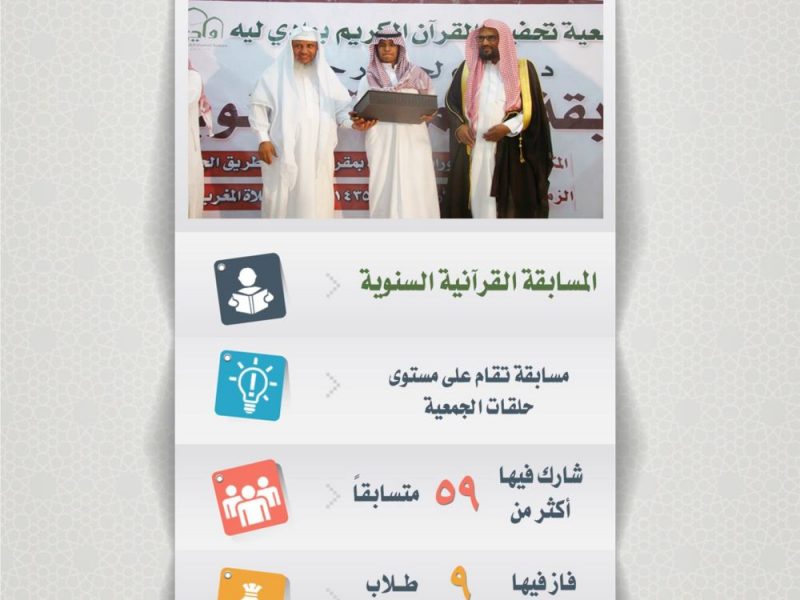 تحفيظ القرآن الكريم بوادي ليه
١٤٣٥
المسابقة القرآنية السنوية
مسابقة تقام على مستوى
حلقات الجمعية
شارك فيها
أكثر من
٥٩
متسابقاً
فاز فيها
٩
طلاب